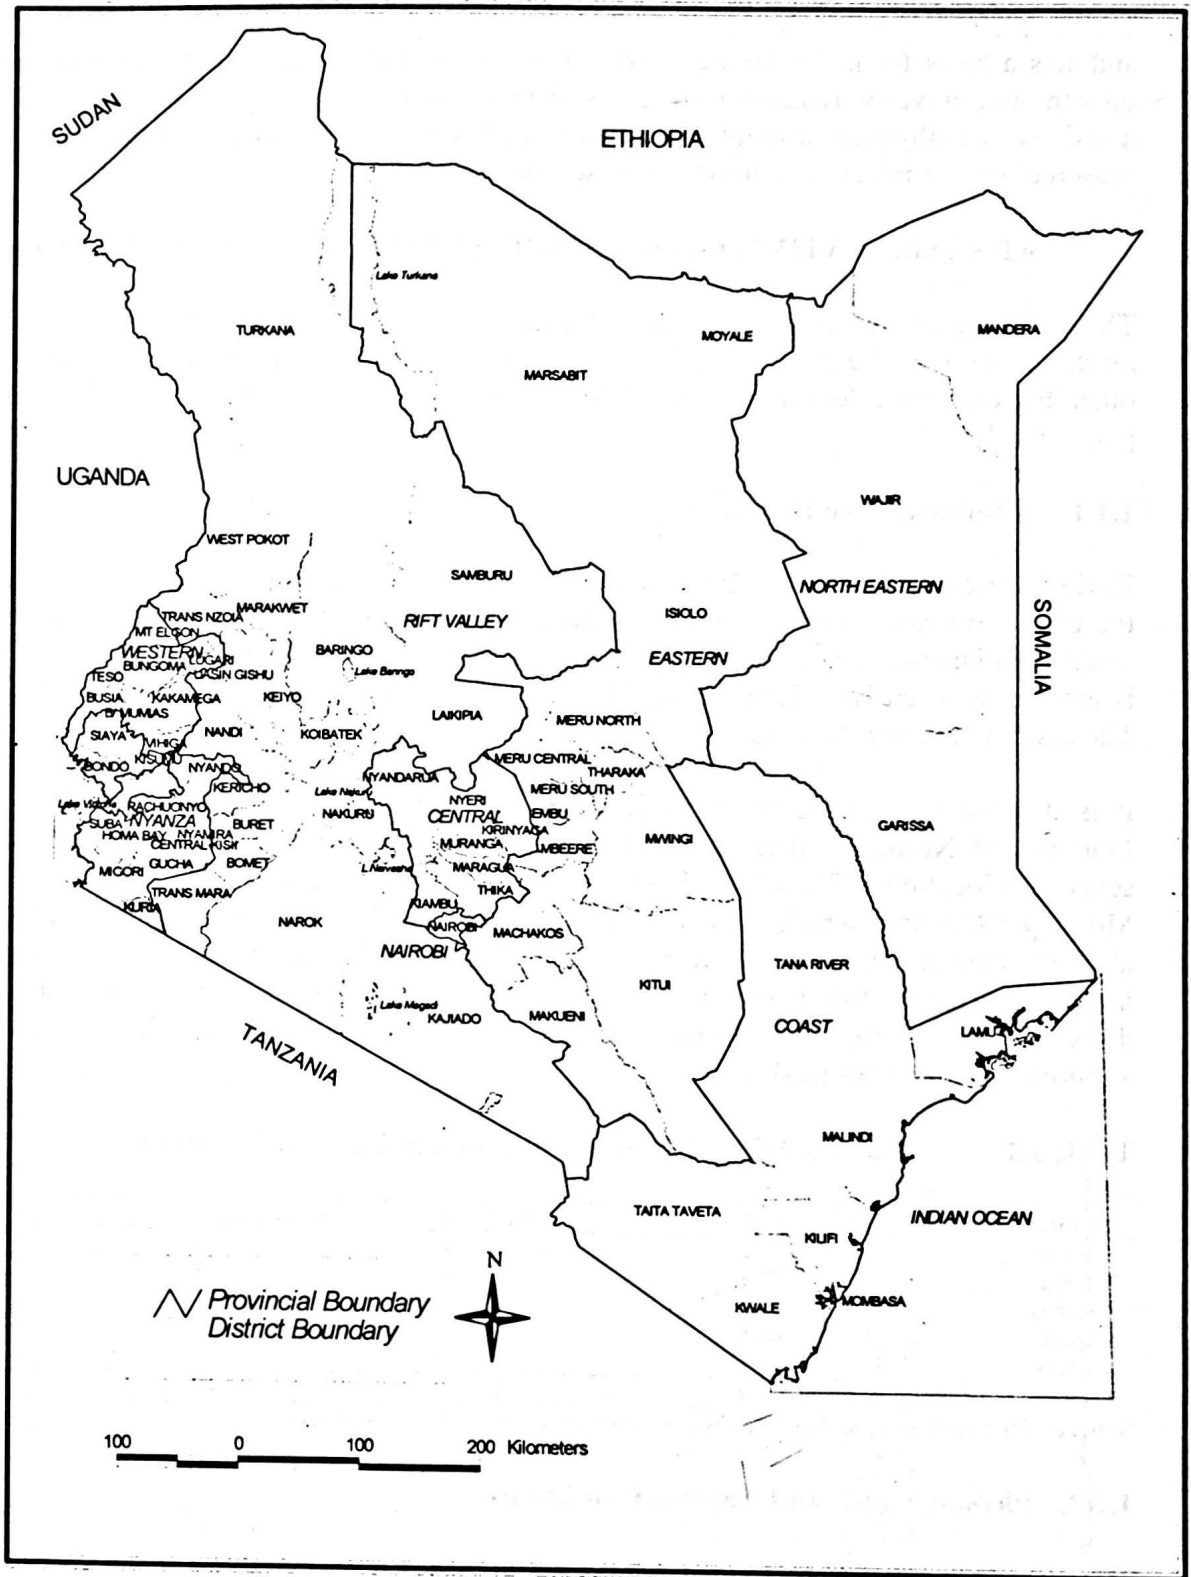 SUDAN
ETHIOPIA
Lake Turkana
TURKANA
MOYALE
MANDERA
MARSABIT
UGANDA
WAJIR
WEST POKOT
SAMBURU
NORTH EASTERN
MARAKWET
TRANS NZOIA
RIFT VALLEY
ISIOLO
SOMALIA
MT ELGON
WESTERN
BARINGO
LUGARI
EASTERN
BUNGOMA
UASIN GISHU
Lake Baringo
TESO
BUSIA
KAKAMEGA
KEIYO
B/MUMIAS
LAIKIPIA
MERU NORTH
SIAYA
NANDI
KOIBATEK
VIHIGA
KISUMU
MERU CENTRAL
BONDO
NYANDO
NYANDARUA
THARAKA
KERICHO
Lake Nakuru
MERU SOUTH
Lake Victoria
RACHUONYO
NYERI
NAKURU
CENTRAL
EMBU
SUBA
NYANZA
BURET
KIRINYAGA
GARISSA
HOMA BAY
NYAMIRA
CENTRAL KISII
MURANGA
MBEERE
MWINGI
GUCHA
BOMET
L.Naivasha
MARAGUA
MIGORI
THIKA
TRANS MARA
KIAMBU
KURIA
NAROK
NAIROBI
MACHAKOS
NAIROBI
TANA RIVER
KITUI
Lake Magadi
KAJIADO
MAKUENI
COAST
LAMU
TANZANIA
MALINDI
TAITA TAVETA
INDIAN OCEAN
KILIFI
N
Provincial Boundary
KWALE
MOMBASA
District Boundary
100 0 100 200 Kilometers